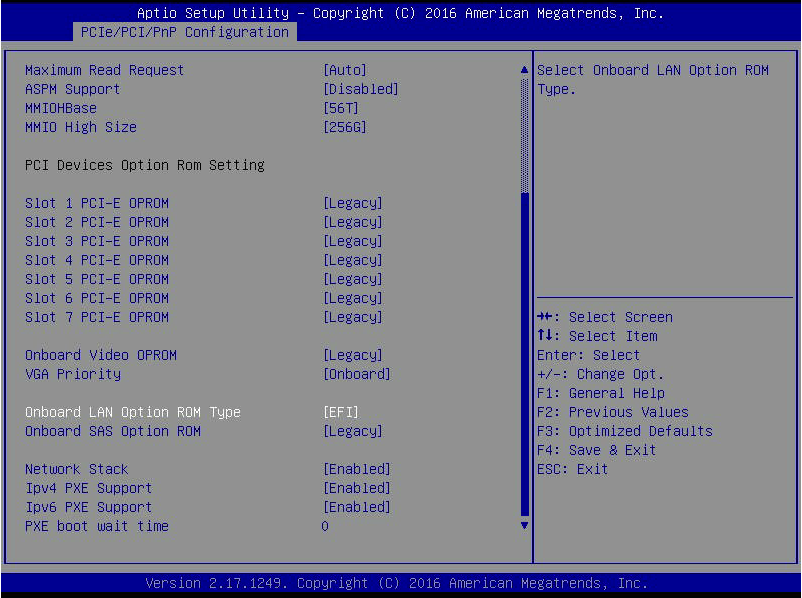 Aptio Setup Utility – Copyright (C) 2016 American Megatrends, Inc.
PCIe/PCI/PnP Configuration
Maximum Read Request [Auto]
ASPM Support [Disabled]
MMIOHBase [56T]
MMIO High Size [256G]
PCI Devices Option Rom Setting
Slot 1 PCI-E OPROM [Legacy]
Slot 2 PCI-E OPROM [Legacy]
Slot 3 PCI-E OPROM [Legacy]
Slot 4 PCI-E OPROM [Legacy]
Slot 5 PCI-E OPROM [Legacy]
Slot 6 PCI-E OPROM [Legacy]
Slot 7 PCI-E OPROM [Legacy]
Onboard Video OPROM [Legacy]
VGA Priority [Onboard]
Onboard LAN Option ROM Type [EFI]
Onboard SAS Option ROM [Legacy]
Network Stack [Enabled]
Ipv4 PXE Support [Enabled]
Ipv6 PXE Support [Enabled]
PXE boot wait time 0
Select Onboard LAN Option ROM
Type.
→←: Select Screen
↑↓: Select Item
Enter: Select
+/-: Change Opt.
F1: General Help
F2: Previous Values
F3: Optimized Defaults
F4: Save & Exit
ESC: Exit
Version 2.17.1249. Copyright (C) 2016 American Megatrends, Inc.